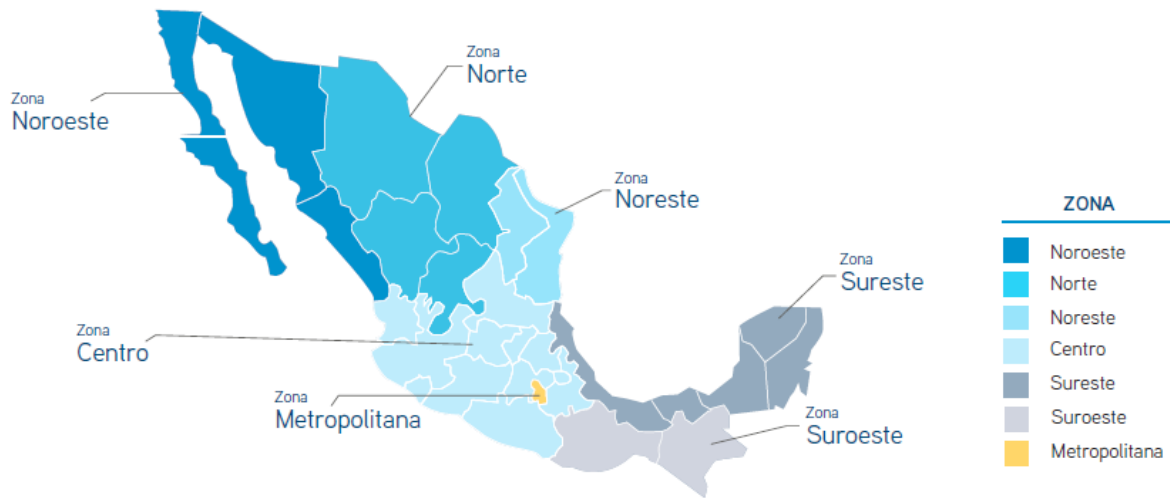 Zona
Norte
Zona
Noroeste
Zona
Noreste
Zona
Sureste
Zona
Centro
Zona
Metropolitana
Zona
Suroeste
ZONA
Noroeste
Norte
Noreste
Centro
Sureste
Suroeste
Metropolitana